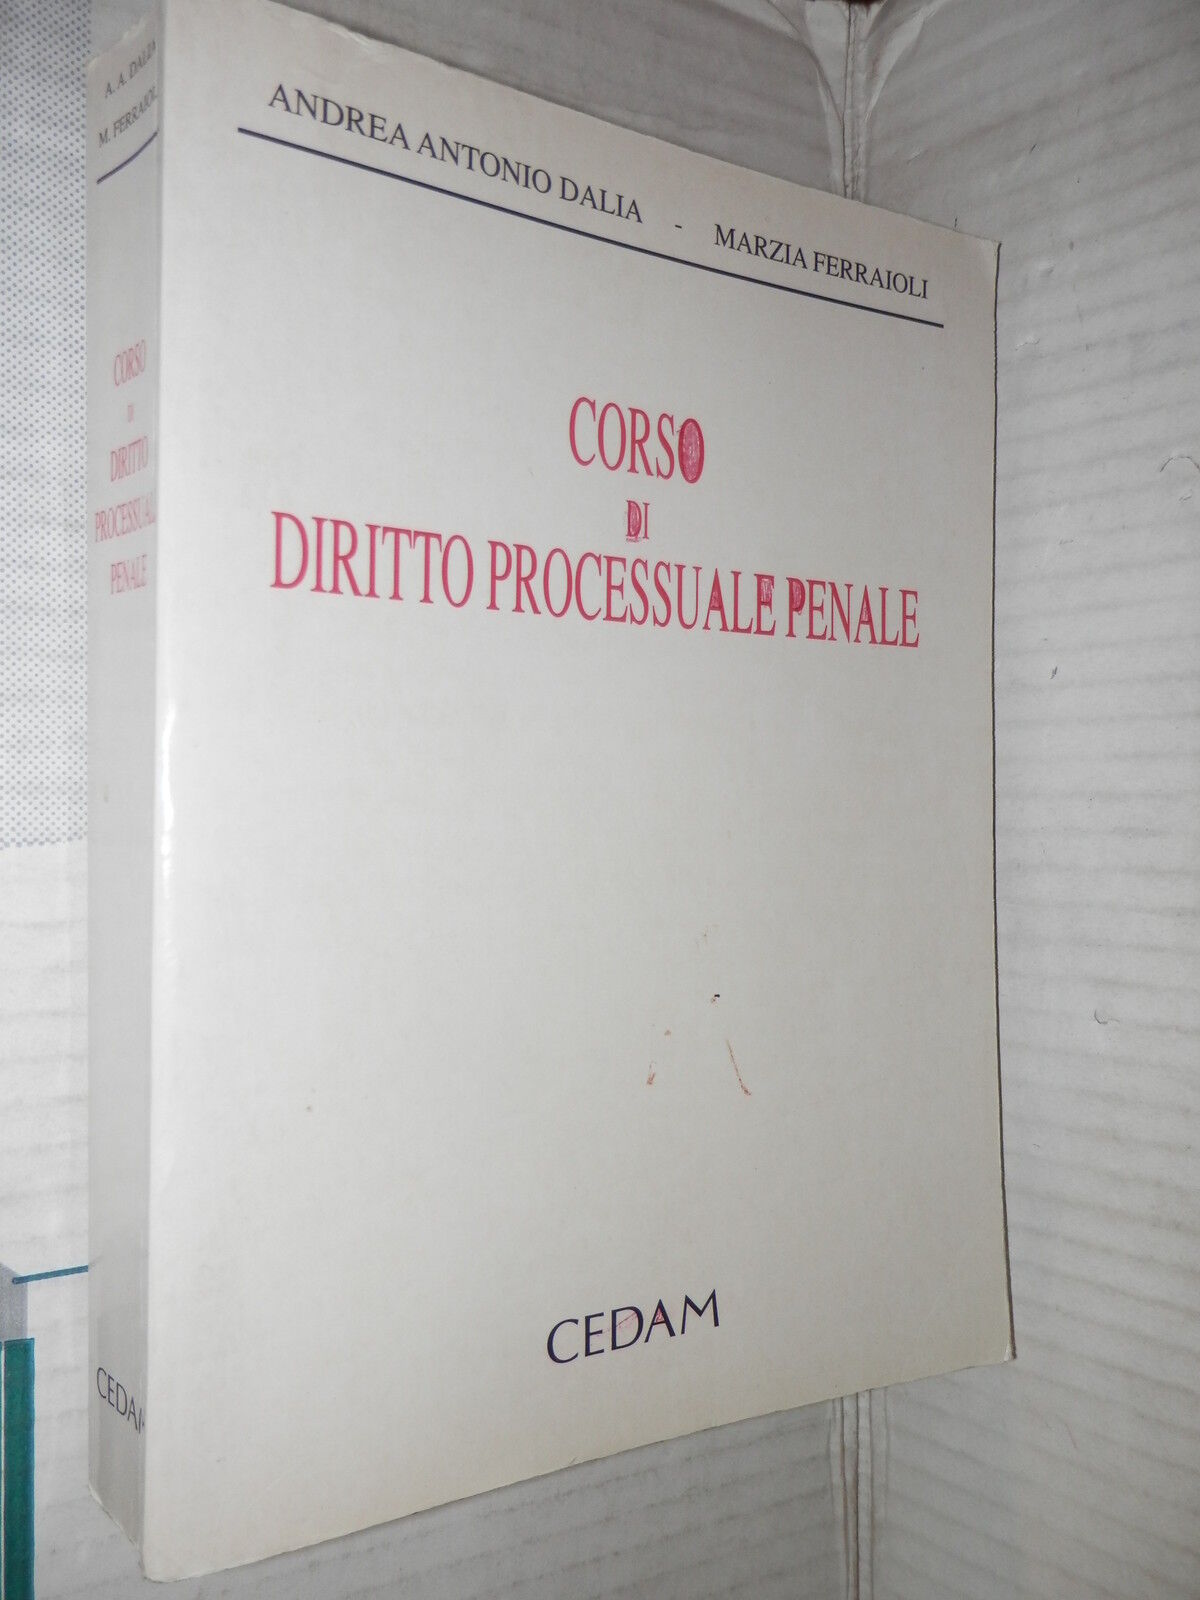 A. A. DALIA
M. FERRAIOLI
CORSO
DI
DIRITTO
PROCESSUALE
PENALE
CEDAM
ANDREA ANTONIO DALIA - MARZIA FERRAIOLI
CORSO
DI
DIRITTO PROCESSUALE PENALE
CEDAM